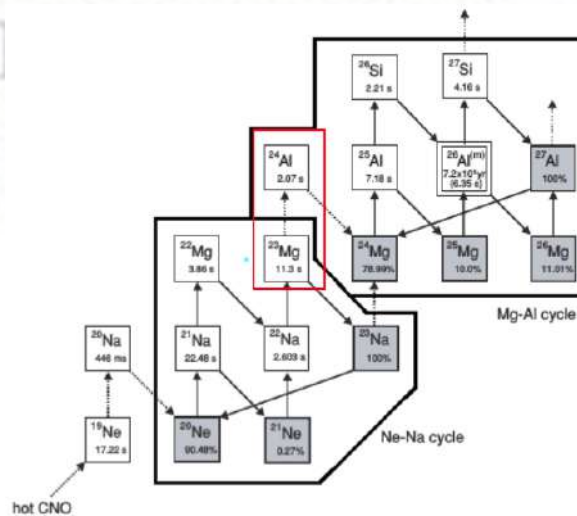 ²⁶Si
2.21 s
²⁷Si
4.16 s
²⁴Al
2.07 s
²⁵Al
7.18 s
²⁶Al⁽ᵐ⁾
7.2x10⁵yr
(6.35 s)
²⁷Al
100%
²²Mg
3.86 s
²³Mg
11.3 s
²⁴Mg
78.99%
²⁵Mg
10.0%
²⁶Mg
11.01%
Mg-Al cycle
²⁰Na
446 ms
²¹Na
22.48 s
²²Na
2.603 s
²³Na
100%
¹⁹Ne
17.22 s
²⁰Ne
90.48%
²¹Ne
0.27%
Ne-Na cycle
hot CNO